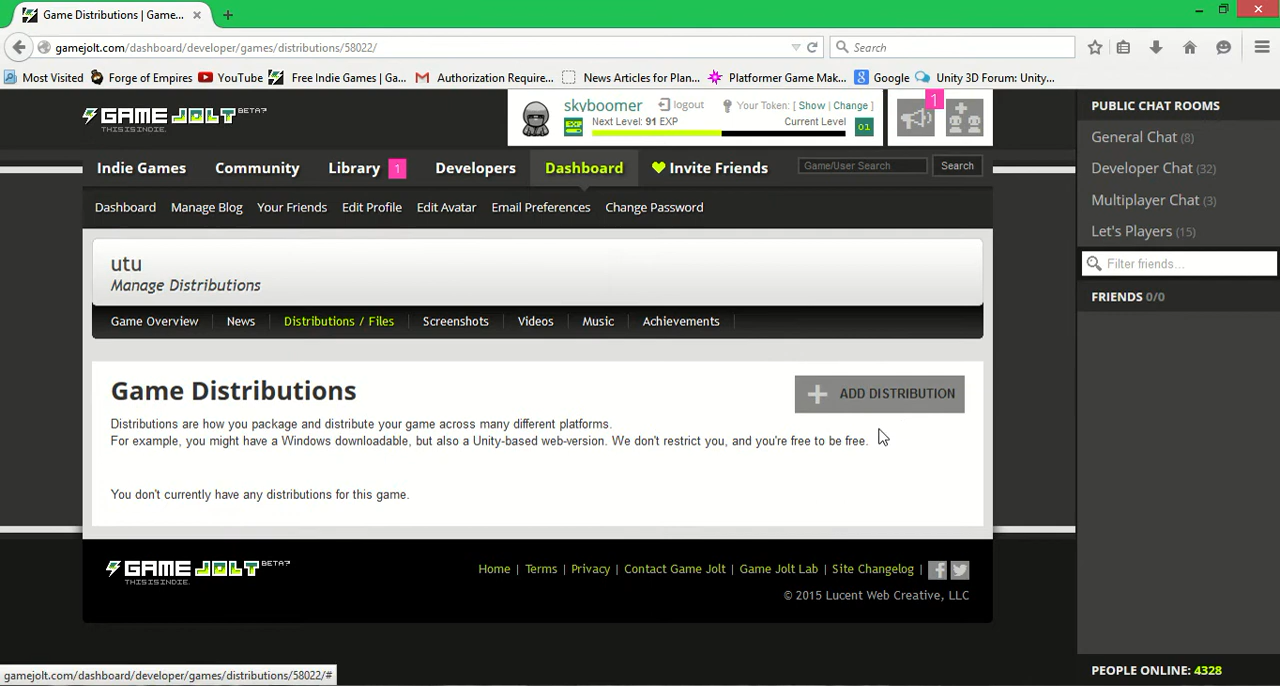 Game Distributions | Game...
gamejolt.com/dashboard/developer/games/distributions/58022/
Search
Most Visited
Forge of Empires
YouTube
Free Indie Games | Ga...
Authorization Require...
News Articles for Plan...
Platformer Game Mak...
Google
Unity 3D Forum: Unity...
GAME JOLT BETA?
THIS IS INDIE.
skyboomer
logout
Your Token: [ Show | Change ]
EXP
Next Level: 91 EXP
Current Level
01
1
Indie Games
Community
Library 1
Developers
Dashboard
Invite Friends
Game/User Search
Search
Dashboard
Manage Blog
Your Friends
Edit Profile
Edit Avatar
Email Preferences
Change Password
utu
Manage Distributions
Game Overview
News
Distributions / Files
Screenshots
Videos
Music
Achievements
Game Distributions
ADD DISTRIBUTION
Distributions are how you package and distribute your game across many different platforms.
For example, you might have a Windows downloadable, but also a Unity-based web-version. We don't restrict you, and you're free to be free.
You don't currently have any distributions for this game.
GAME JOLT BETA?
THIS IS INDIE.
Home | Terms | Privacy | Contact Game Jolt | Game Jolt Lab | Site Changelog |
© 2015 Lucent Web Creative, LLC
PUBLIC CHAT ROOMS
General Chat (8)
Developer Chat (32)
Multiplayer Chat (3)
Let's Players (15)
Filter friends...
FRIENDS 0/0
PEOPLE ONLINE: 4328
gamejolt.com/dashboard/developer/games/distributions/58022/#